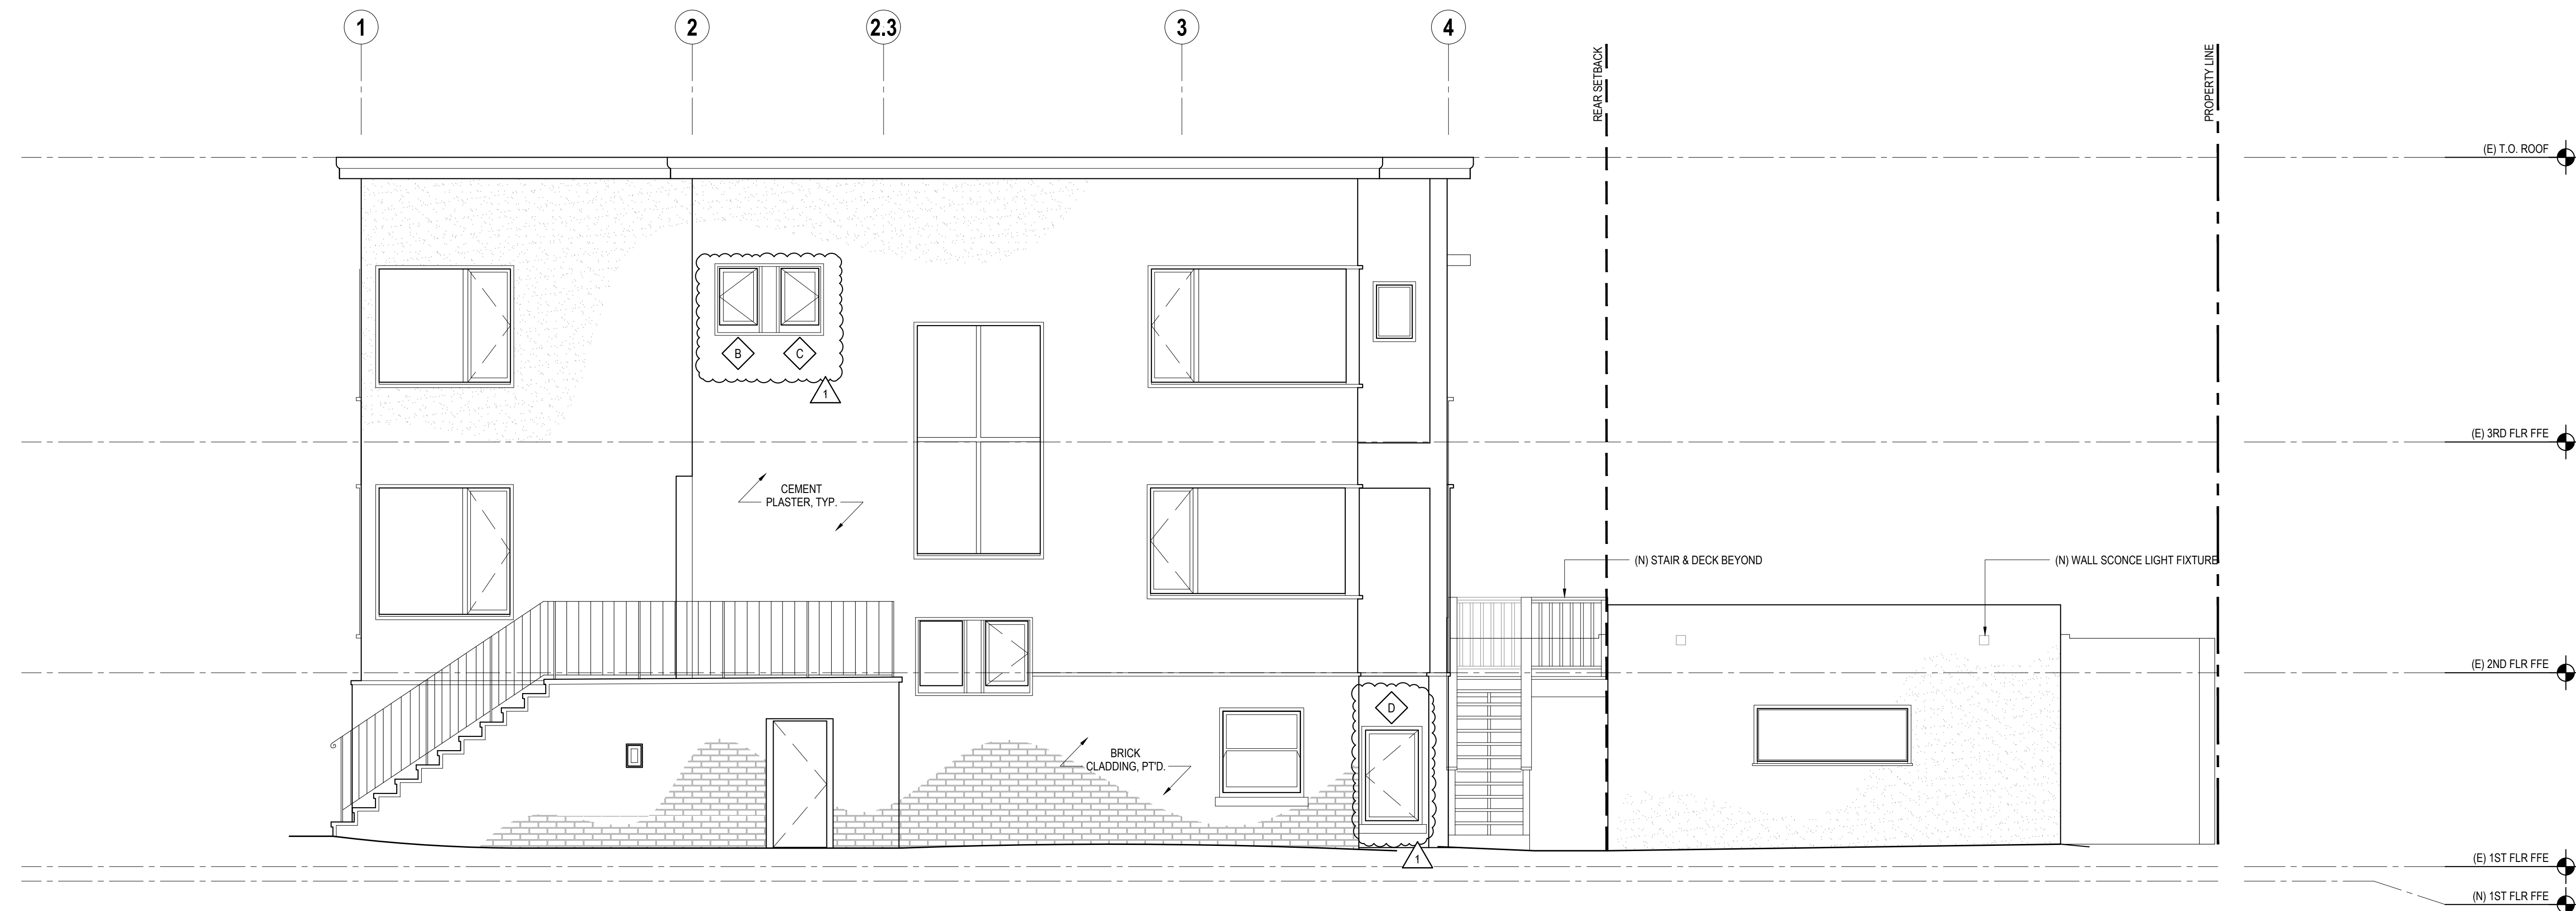 1
2
2.3
3
4
REAR SETBACK
PROPERTY LINE
(E) T.O. ROOF
B
C
1
(E) 3RD FLR FFE
CEMENT
PLASTER, TYP.
(N) STAIR & DECK BEYOND
(N) WALL SCONCE LIGHT FIXTURE
(E) 2ND FLR FFE
D
BRICK
CLADDING, PT'D.
1
(E) 1ST FLR FFE
(N) 1ST FLR FFE